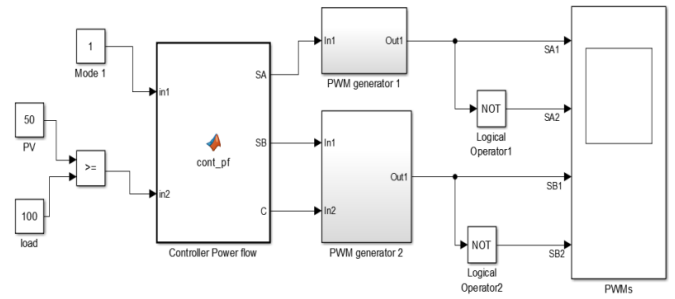 1
Mode 1
50
PV
>=
100
load
in1
in2
cont_pf
SA
SB
C
Controller Power flow
In1
Out1
PWM generator 1
In1
In2
Out1
PWM generator 2
NOT
Logical
Operator1
NOT
Logical
Operator2
SA1
SA2
SB1
SB2
PWMs